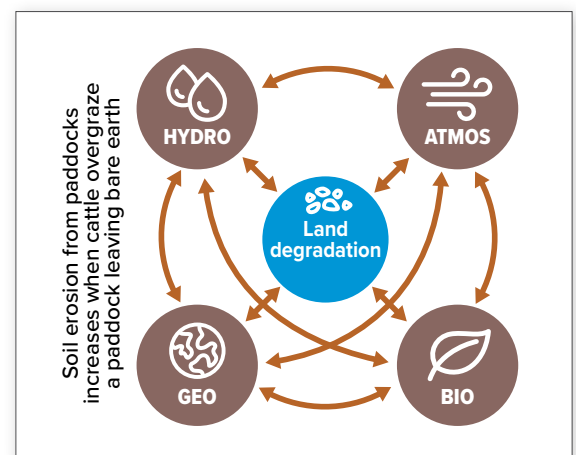 Soil erosion from paddocks
increases when cattle overgraze
a paddock leaving bare earth
HYDRO
ATMOS
Land
degradation
GEO
BIO